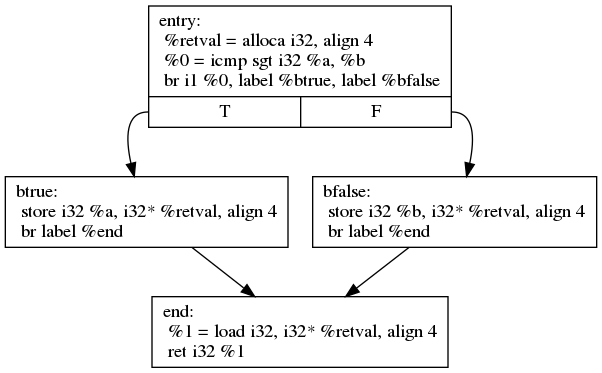 entry:
%retval = alloca i32, align 4
%0 = icmp sgt i32 %a, %b
br i1 %0, label %btrue, label %bfalse
T
F
btrue:
store i32 %a, i32* %retval, align 4
br label %end
bfalse:
store i32 %b, i32* %retval, align 4
br label %end
end:
%1 = load i32, i32* %retval, align 4
ret i32 %1